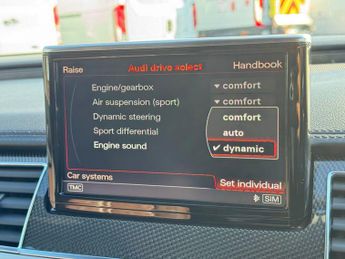 Raise Audi drive select Handbook
Engine/gearbox ▼ comfort
Air suspension (sport) ▼ comfort
Dynamic steering comfort
Sport differential auto
Engine sound ✓ dynamic
Car systems
Set individual
TMC SIM